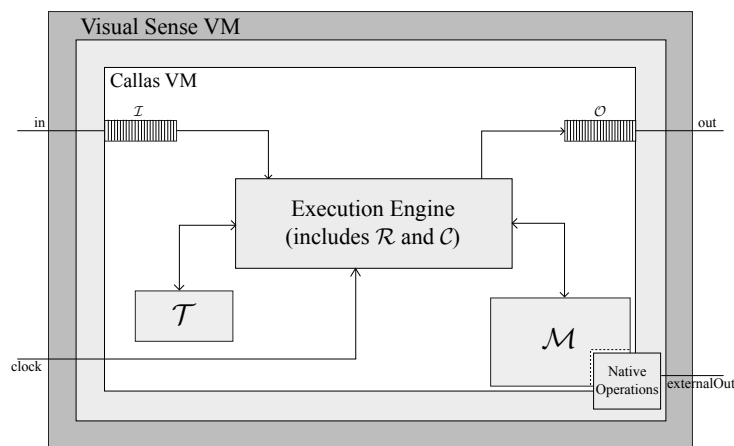 Visual Sense VM
Callas VM
ℐ
𝒪
in
out
Execution Engine
(includes ℛ and 𝒞)
𝒯
ℳ
clock
Native
Operations
externalOut